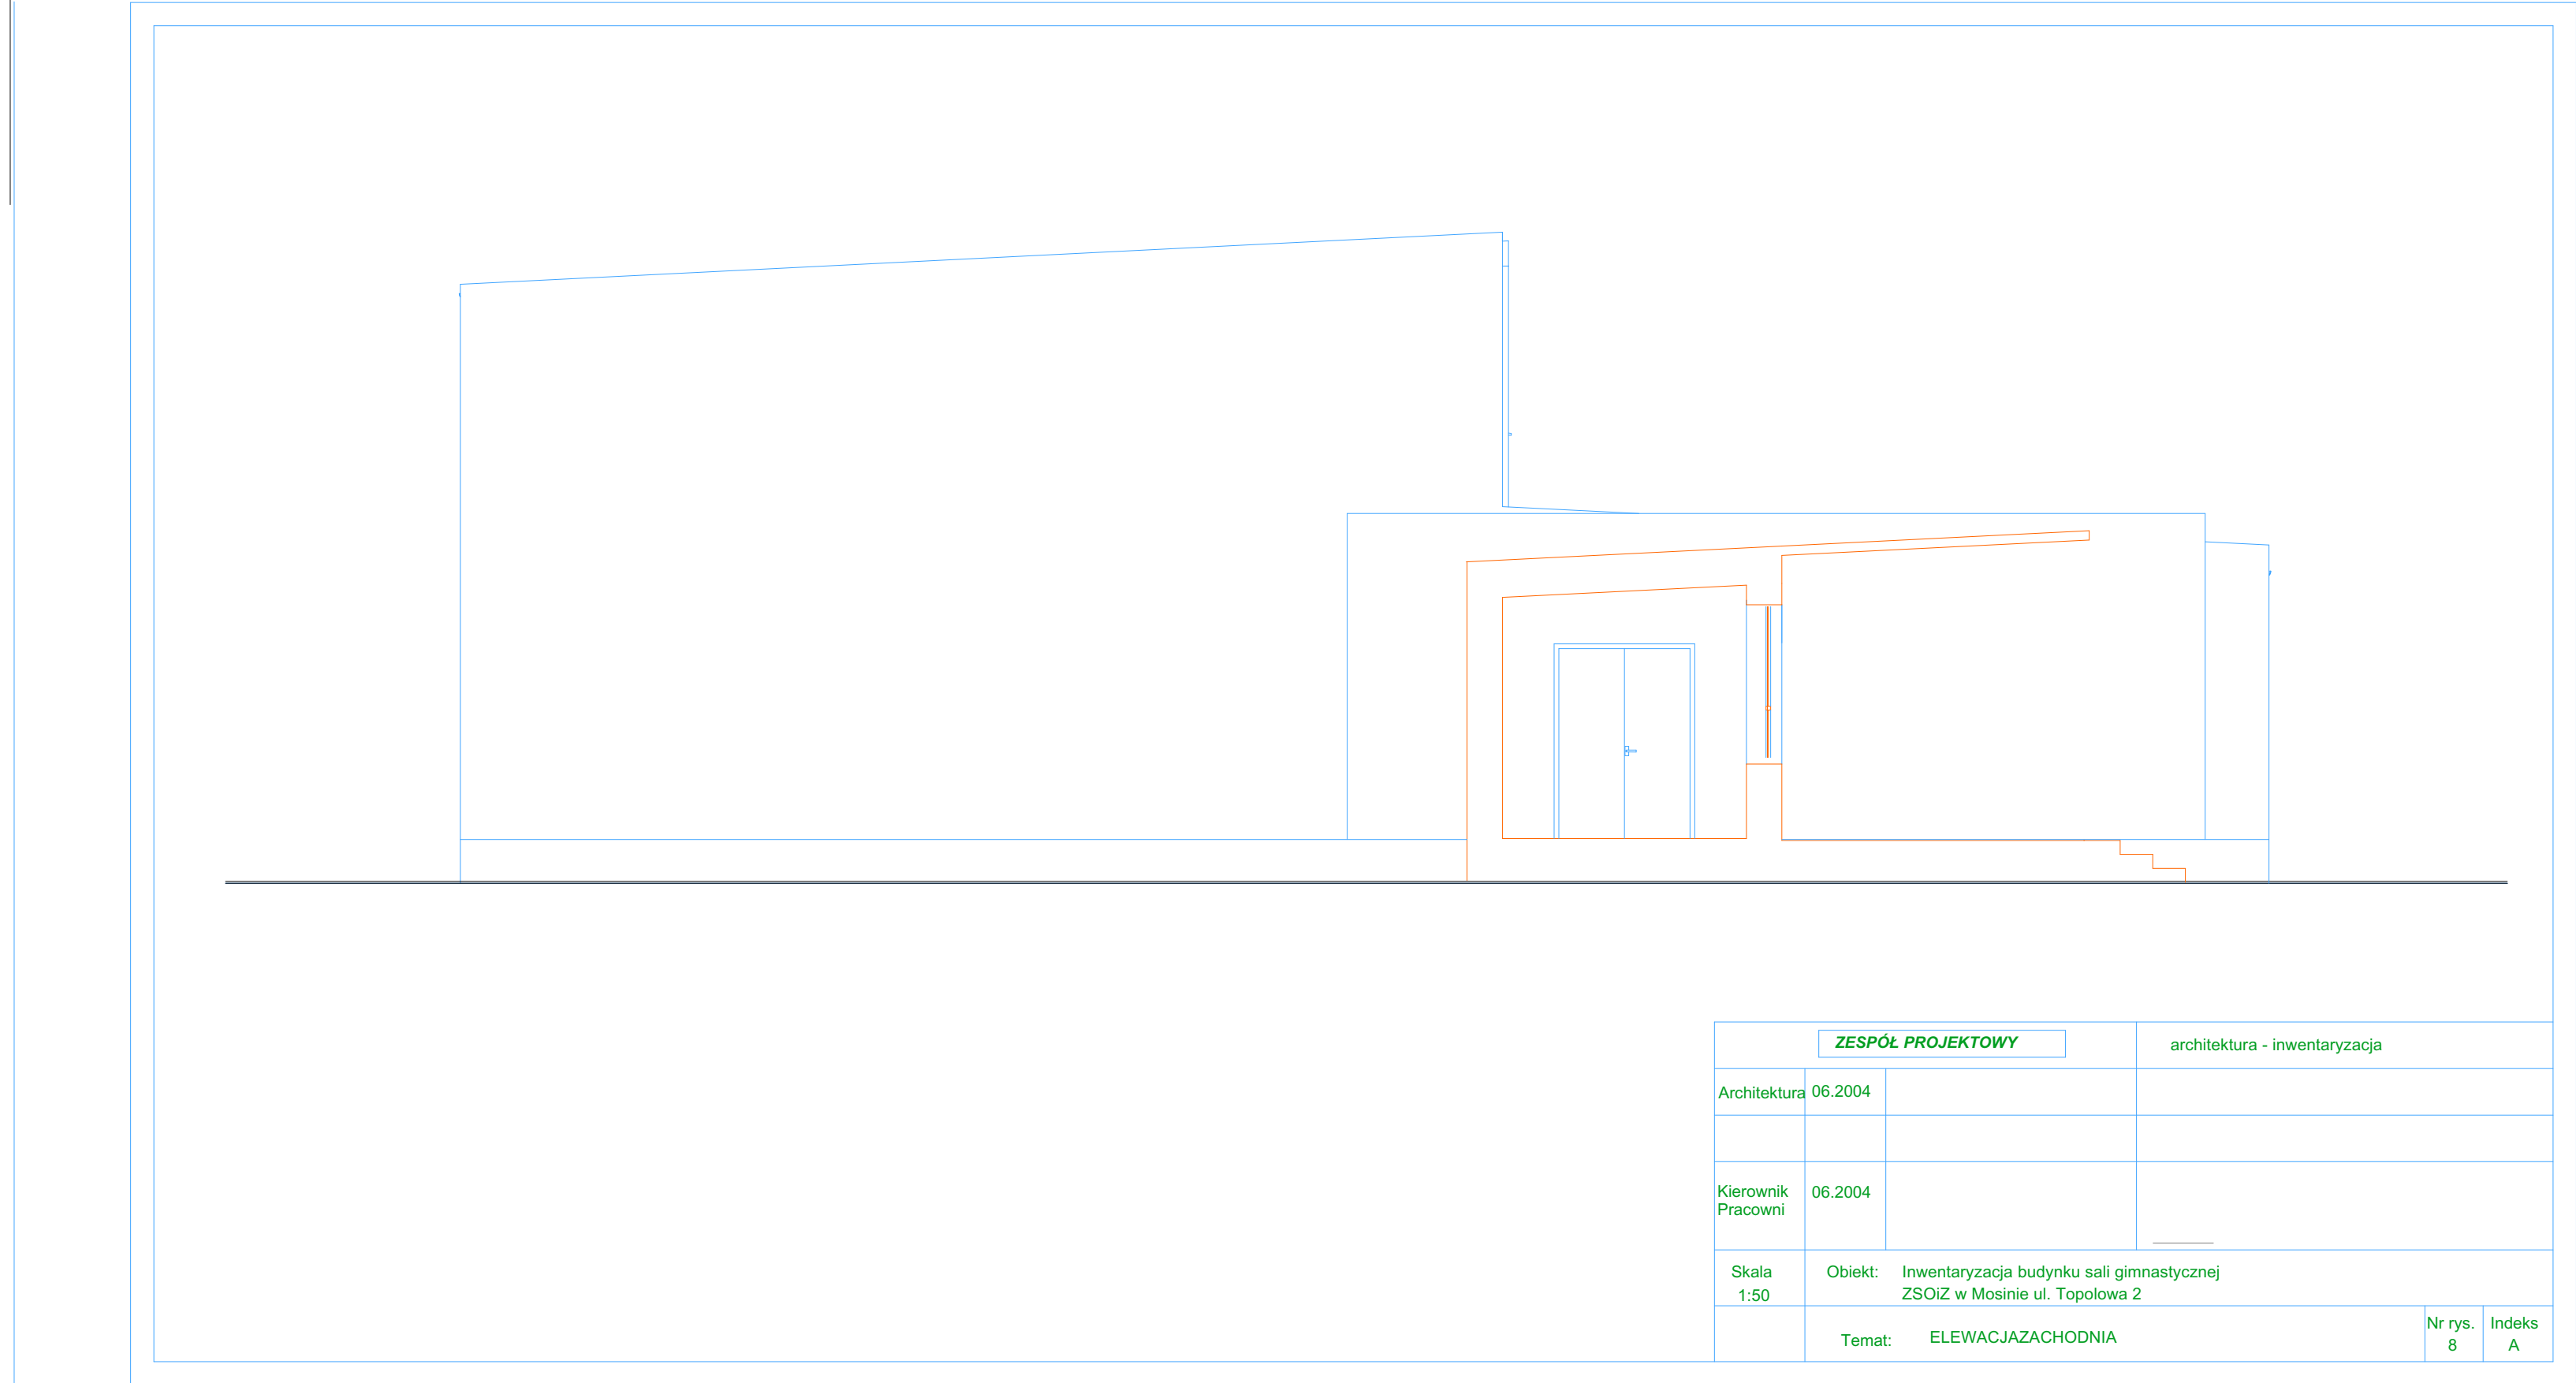 ZESPÓŁ PROJEKTOWY
architektura - inwentaryzacja
Architektura 06.2004
Kierownik 06.2004
Pracowni
Skala Obiekt: Inwentaryzacja budynku sali gimnastycznej
1:50 ZSOiZ w Mosinie ul. Topolowa 2
Temat: ELEWACJAZACHODNIA
Nr rys. Indeks
8 A